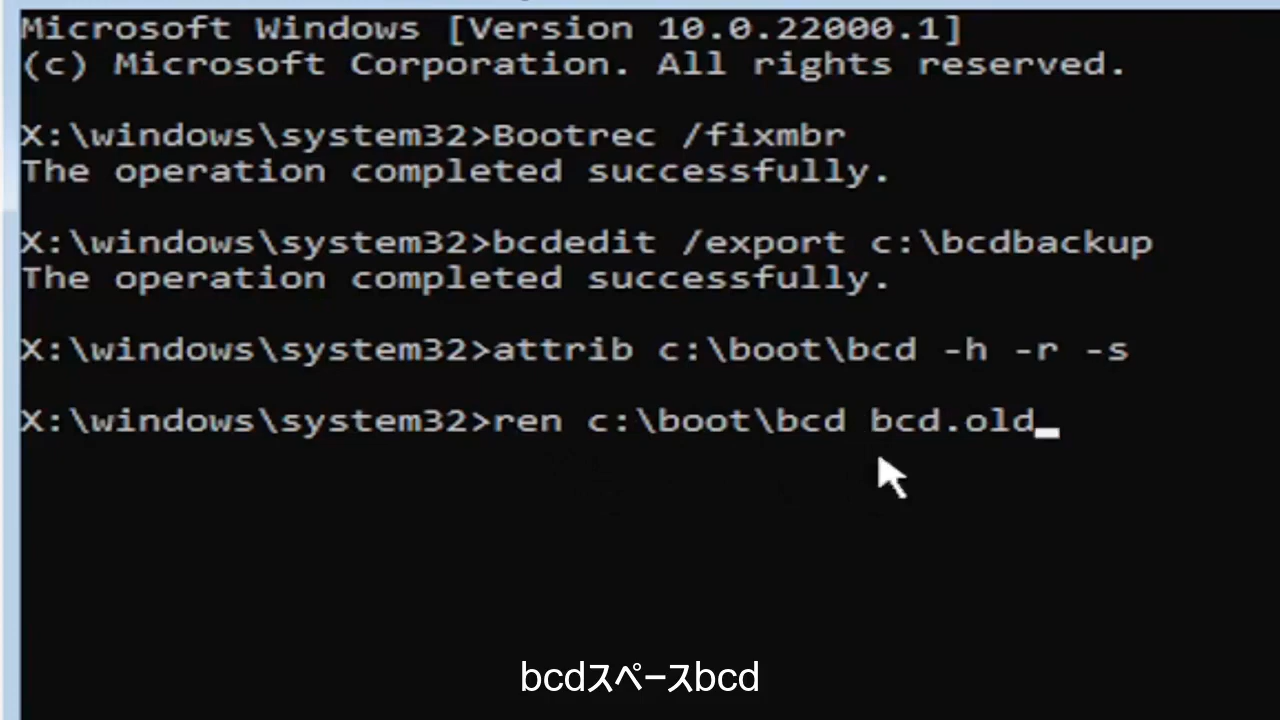 Microsoft Windows [Version 10.0.22000.1]
(c) Microsoft Corporation. All rights reserved.
X:\windows\system32>Bootrec /fixmbr
The operation completed successfully.
X:\windows\system32>bcdedit /export c:\bcdbackup
The operation completed successfully.
X:\windows\system32>attrib c:\boot\bcd -h -r -s
X:\windows\system32>ren c:\boot\bcd bcd.old
bcdスペースbcd